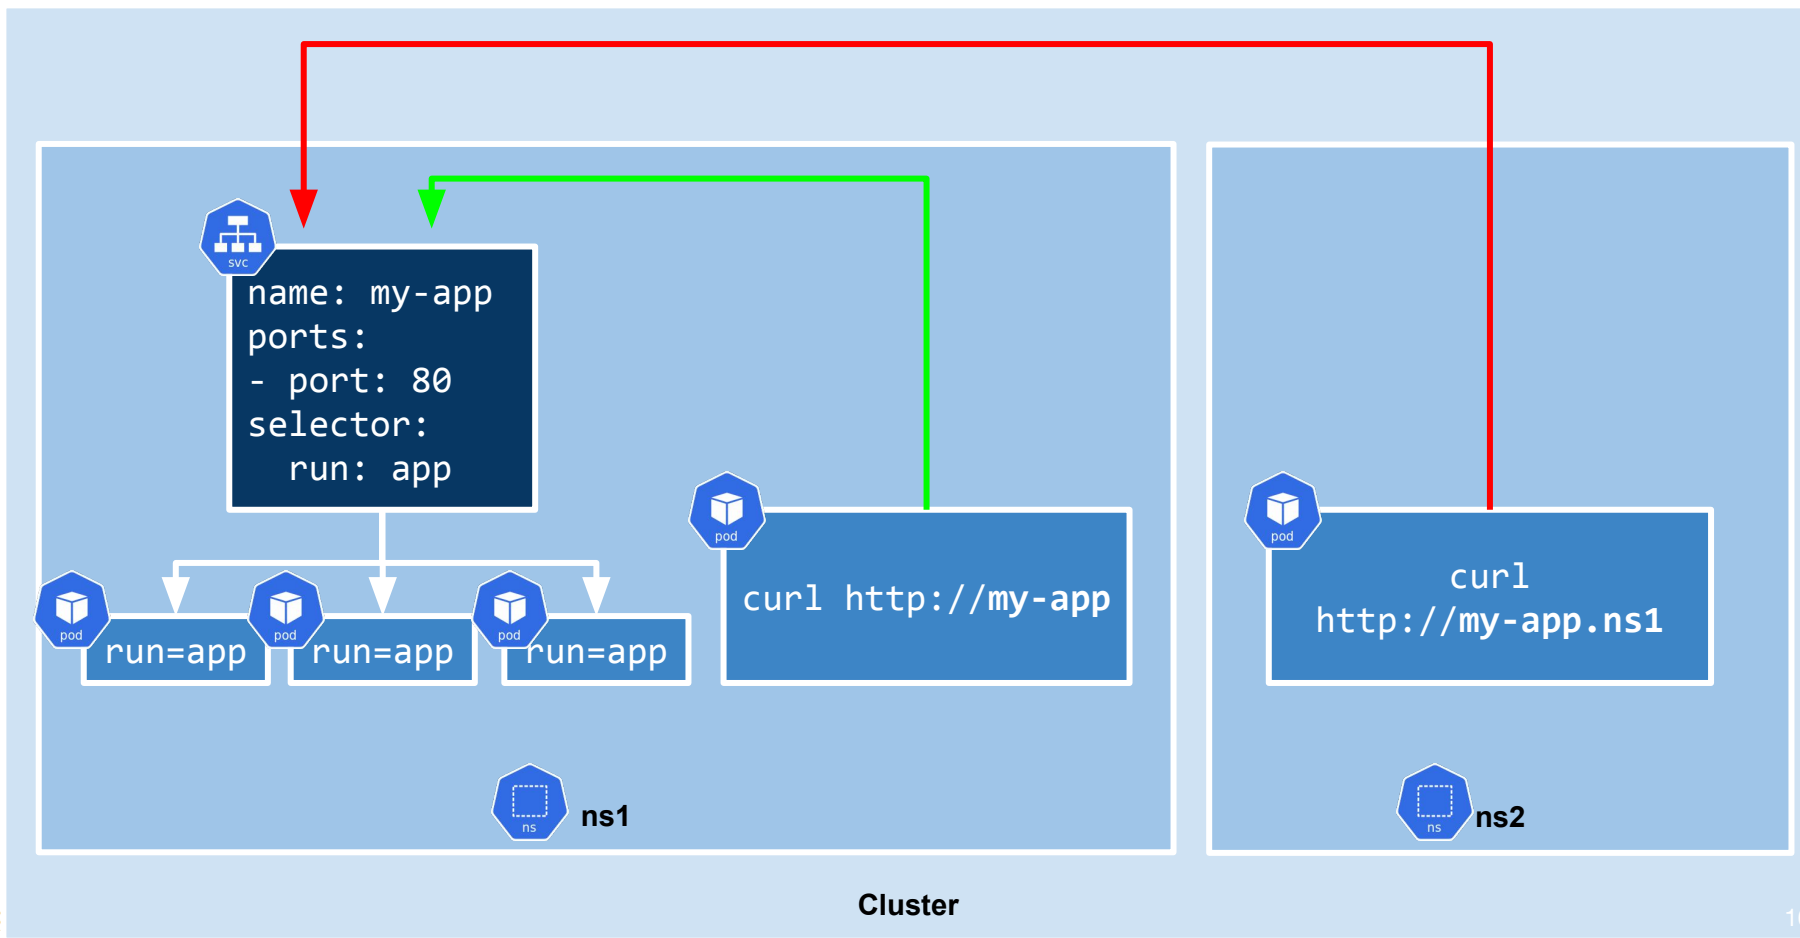 svc
name: my-app
ports:
- port: 80
selector:
run: app
pod
run=app
pod
run=app
pod
run=app
pod
curl http://my-app
pod
curl
http://my-app.ns1
ns
ns1
ns
ns2
Cluster